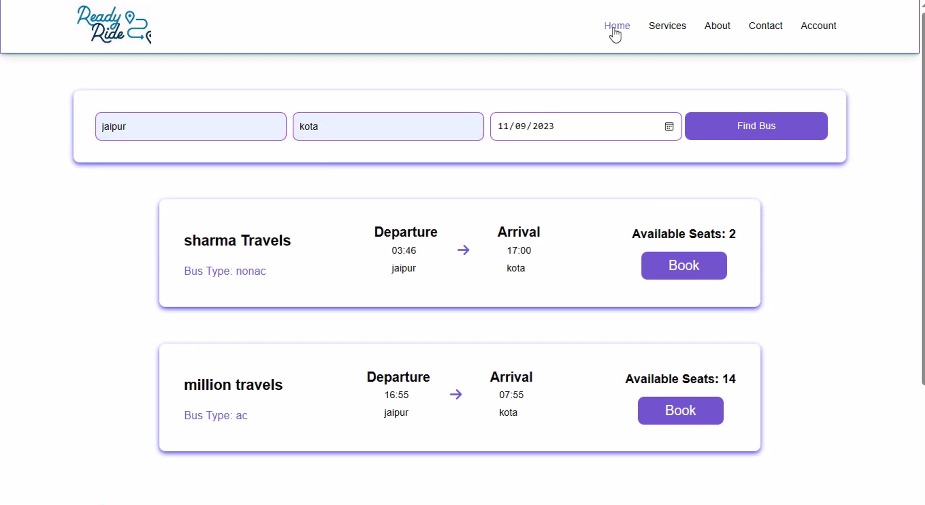 Ready
Ride
Home Services About Contact Account
jaipur kota 11/09/2023 Find Bus
sharma Travels
Bus Type: nonac
Departure Arrival
03:46 17:00
jaipur kota
Available Seats: 2
Book
million travels
Bus Type: ac
Departure Arrival
16:55 07:55
jaipur kota
Available Seats: 14
Book